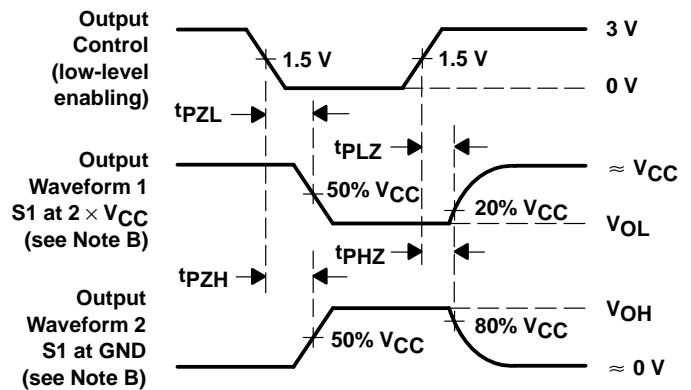 Output
Control
(low-level
enabling)
1.5 V
1.5 V
3 V
0 V
tPZL
tPLZ
Output
Waveform 1
S1 at 2 × VCC
(see Note B)
50% VCC
20% VCC
≈ VCC
VOL
tPZH
tPHZ
Output
Waveform 2
S1 at GND
(see Note B)
50% VCC
80% VCC
VOH
≈ 0 V